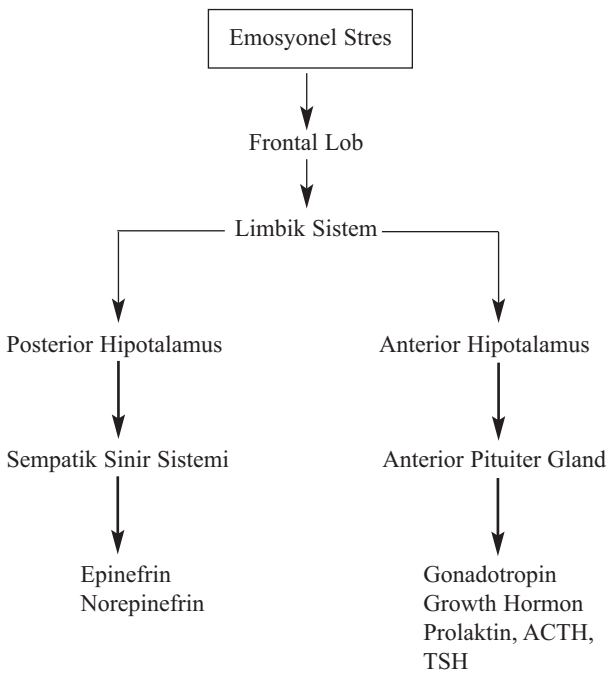 Emosyonel Stres
Frontal Lob
Limbik Sistem
Posterior Hipotalamus
Anterior Hipotalamus
Sempatik Sinir Sistemi
Anterior Pituiter Gland
Epinefrin
Norepinefrin
Gonadotropin
Growth Hormon
Prolaktin, ACTH,
TSH